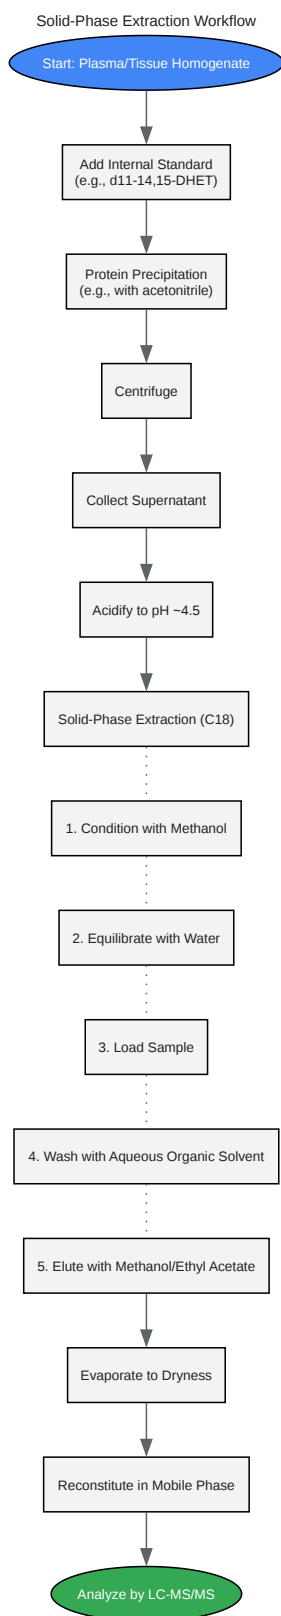 Solid-Phase Extraction Workflow
Start: Plasma/Tissue Homogenate
Add Internal Standard
(e.g., d11-14,15-DHET)
Protein Precipitation
(e.g., with acetonitrile)
Centrifuge
Collect Supernatant
Acidify to pH ~4.5
Solid-Phase Extraction (C18)
1. Condition with Methanol
2. Equilibrate with Water
3. Load Sample
4. Wash with Aqueous Organic Solvent
5. Elute with Methanol/Ethyl Acetate
Evaporate to Dryness
Reconstitute in Mobile Phase
Analyze by LC-MS/MS